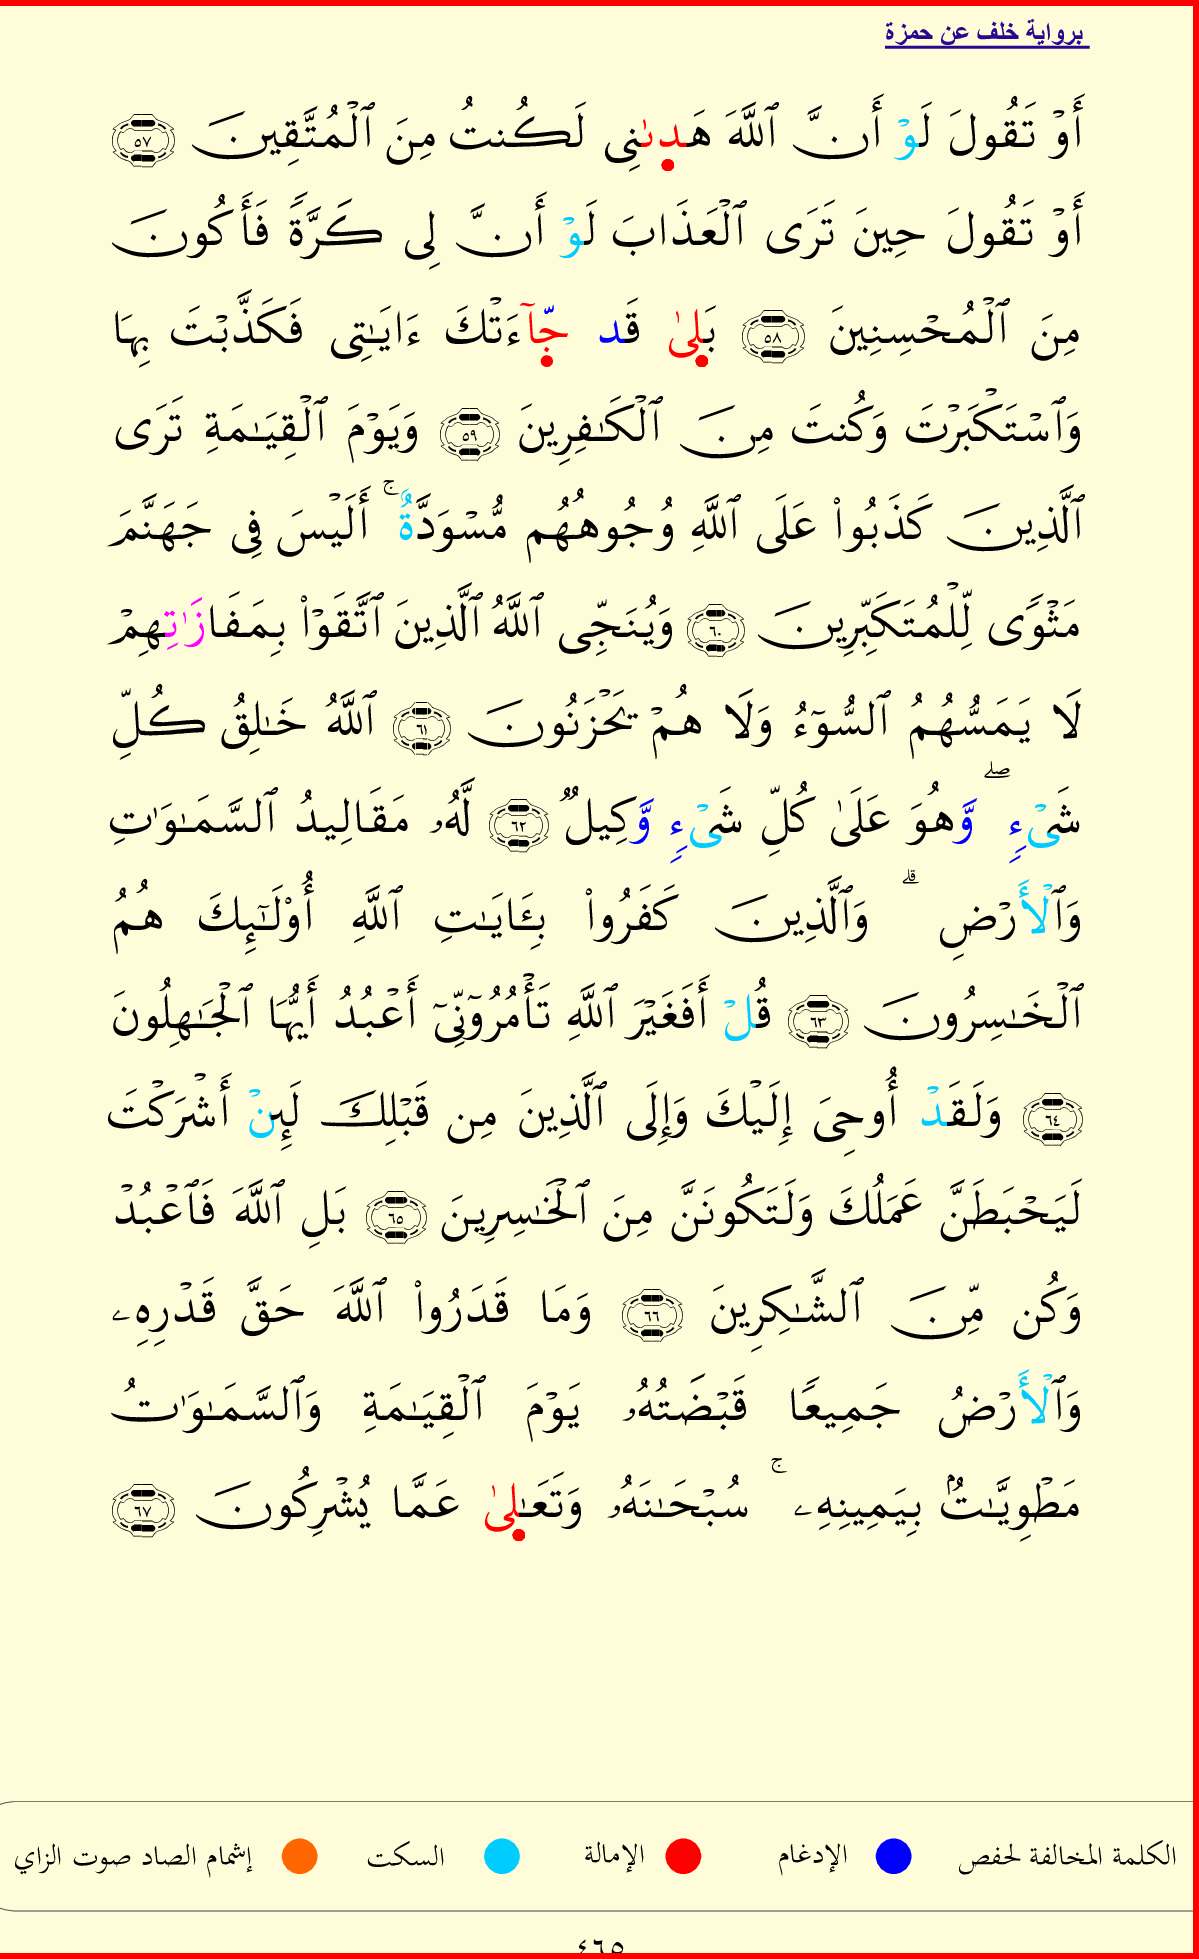 برواية خلف عن حمزة
أَوْ تَقُولَ لَوْ أَنَّ ٱللَّهَ هَدِىٰنِى لَكُنتُ مِنَ ٱلْمُتَّقِينَ ٥٧
أَوْ تَقُولَ حِينَ تَرَى ٱلْعَذَابَ لَوْ أَنَّ لِى كَرَّةً فَأَكُونَ
مِنَ ٱلْمُحْسِنِينَ ٥٨ بَلِىٰ قَد جِّآءَتْكَ ءَايَٰتِى فَكَذَّبْتَ بِهَا
وَٱسْتَكْبَرْتَ وَكُنتَ مِنَ ٱلْكَٰفِرِينَ ٥٩ وَيَوْمَ ٱلْقِيَٰمَةِ تَرَى
ٱلَّذِينَ كَذَبُواْ عَلَى ٱللَّهِ وُجُوهُهُم مُّسْوَدَّةٌ ۚ أَلَيْسَ فِى جَهَنَّمَ
مَثْوًى لِّلْمُتَكَبِّرِينَ ٦٠ وَيُنَجِّى ٱللَّهُ ٱلَّذِينَ ٱتَّقَوْاْ بِمَفَازَٰتِهِمْ
لَا يَمَسُّهُمُ ٱلسُّوٓءُ وَلَا هُمْ يَحْزَنُونَ ٦١ ٱللَّهُ خَٰلِقُ كُلِّ
شَىْءٍ ۖ وَّهُوَ عَلَىٰ كُلِّ شَىْءٍ وَّكِيلٌ ٦٢ لَّهُۥ مَقَالِيدُ ٱلسَّمَٰوَٰتِ
وَٱلْأَرْضِ ۗ وَٱلَّذِينَ كَفَرُواْ بِـَٔايَٰتِ ٱللَّهِ أُوْلَٰٓئِكَ هُمُ
ٱلْخَٰسِرُونَ ٦٣ قُلْ أَفَغَيْرَ ٱللَّهِ تَأْمُرُوٓنِّىٓ أَعْبُدُ أَيُّهَا ٱلْجَٰهِلُونَ
٦٤ وَلَقَدْ أُوحِىَ إِلَيْكَ وَإِلَى ٱلَّذِينَ مِن قَبْلِكَ لَئِنْ أَشْرَكْتَ
لَيَحْبَطَنَّ عَمَلُكَ وَلَتَكُونَنَّ مِنَ ٱلْخَٰسِرِينَ ٦٥ بَلِ ٱللَّهَ فَٱعْبُدْ
وَكُن مِّنَ ٱلشَّٰكِرِينَ ٦٦ وَمَا قَدَرُواْ ٱللَّهَ حَقَّ قَدْرِهِۦ
وَٱلْأَرْضُ جَمِيعًا قَبْضَتُهُۥ يَوْمَ ٱلْقِيَٰمَةِ وَٱلسَّمَٰوَٰتُ
مَطْوِيَّٰتٌۢ بِيَمِينِهِۦ ۚ سُبْحَٰنَهُۥ وَتَعَٰلِىٰ عَمَّا يُشْرِكُونَ ٦٧
الكلمة المخالفة لحفص الإدغام الإمالة السكت إشمام الصاد صوت الزاي
٤٦٥